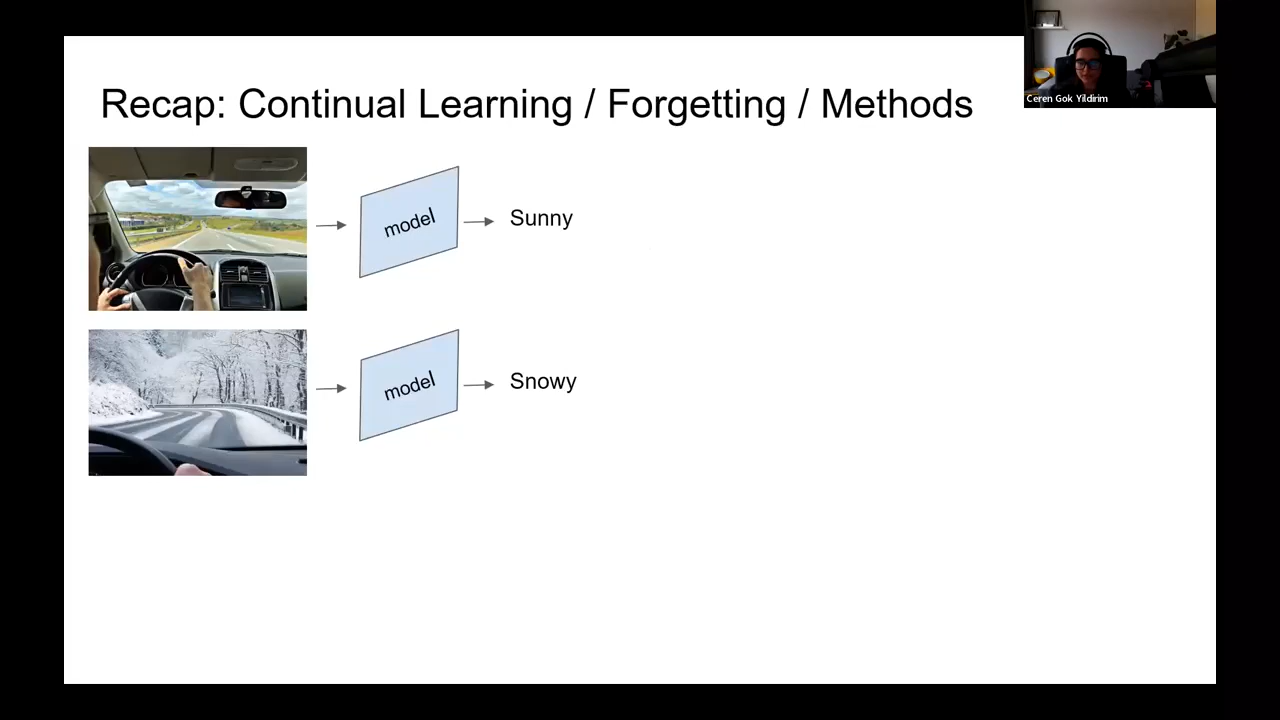 Recap: Continual Learning / Forgetting / Methods
Ceren Gok Yildirim
model
Sunny
model
Snowy